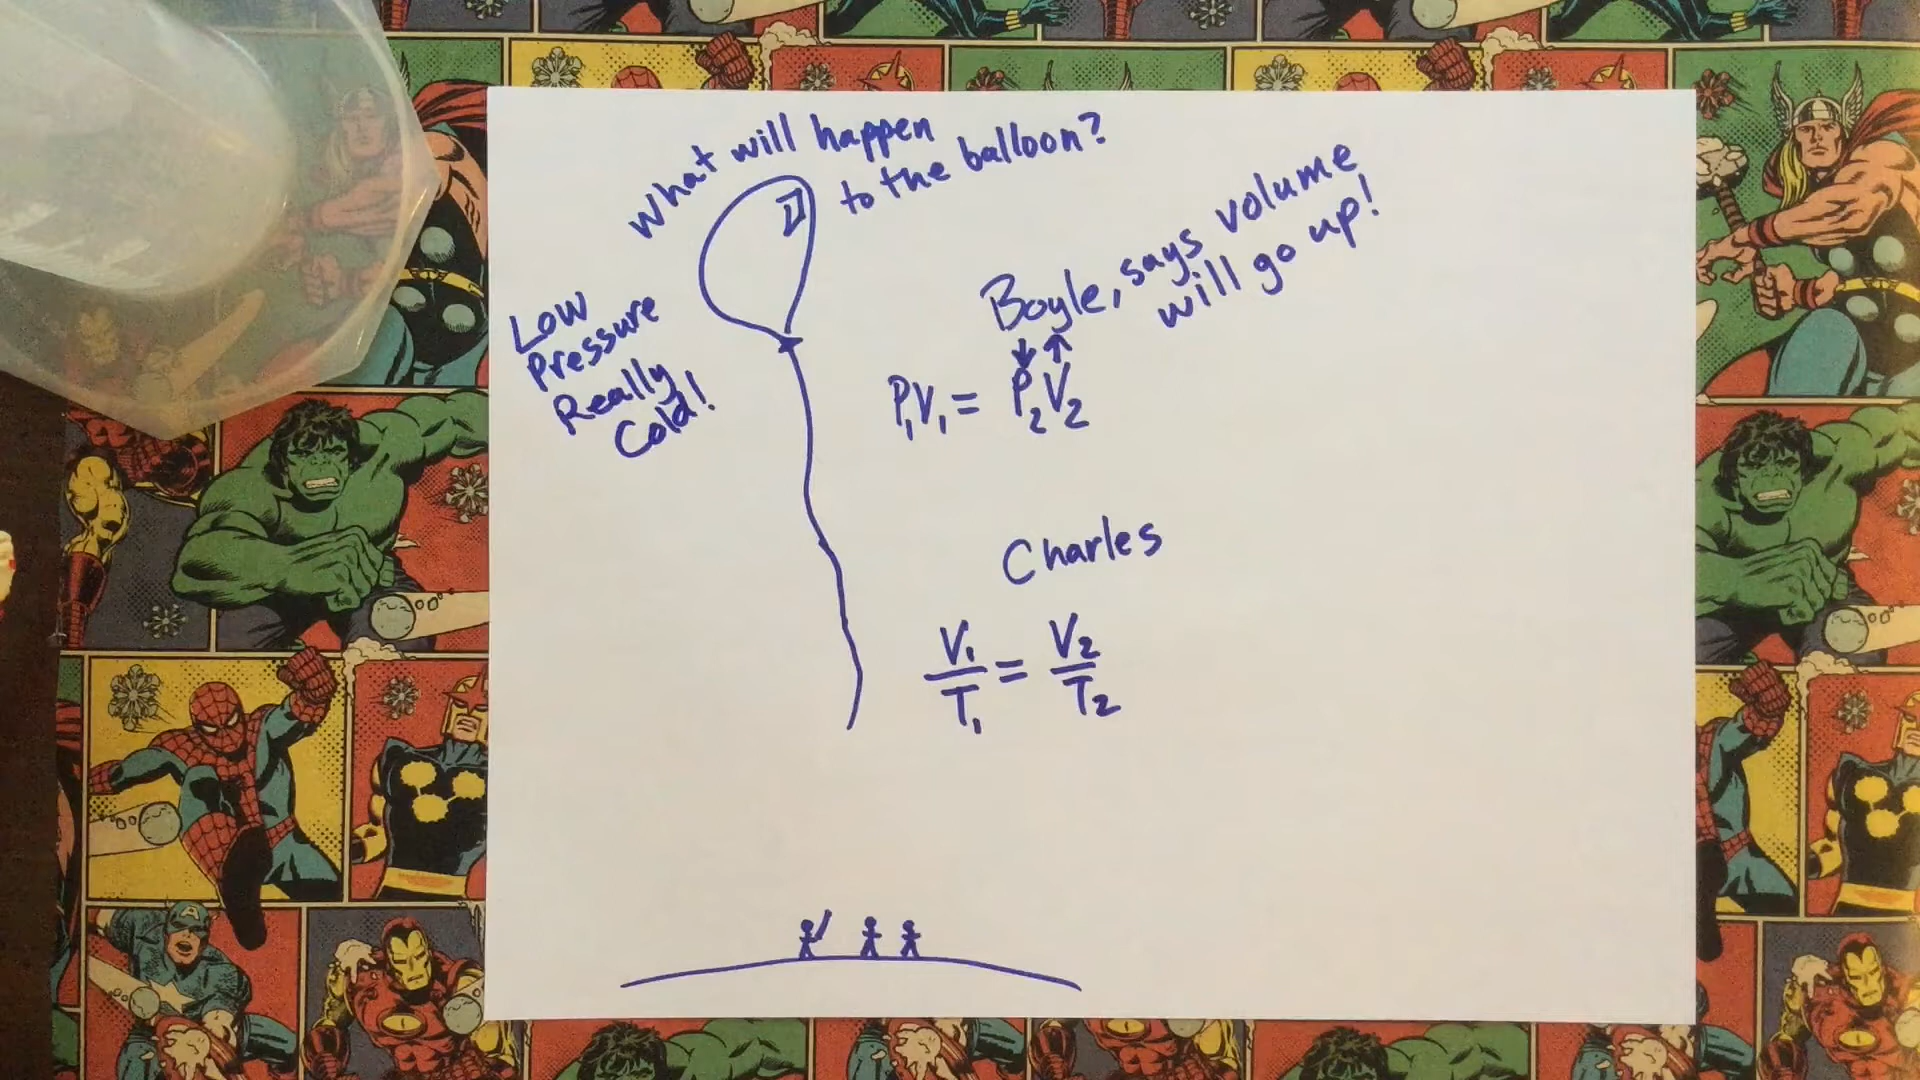 What will happen
to the balloon?
Low
Pressure
Really
Cold!
Boyle, says volume
will go up!
P₁V₁ = P₂V₂
Charles
V₁/T₁ = V₂/T₂